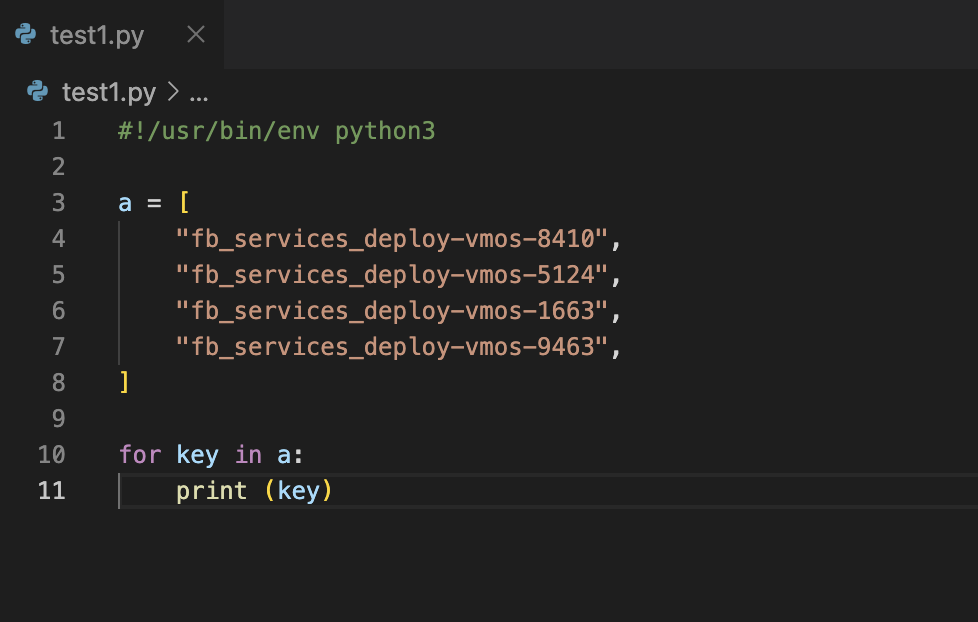 test1.py
test1.py > ...
1 #!/usr/bin/env python3
2
3 a = [
4     "fb_services_deploy-vmos-8410",
5     "fb_services_deploy-vmos-5124",
6     "fb_services_deploy-vmos-1663",
7     "fb_services_deploy-vmos-9463",
8 ]
9
10 for key in a:
11     print (key)